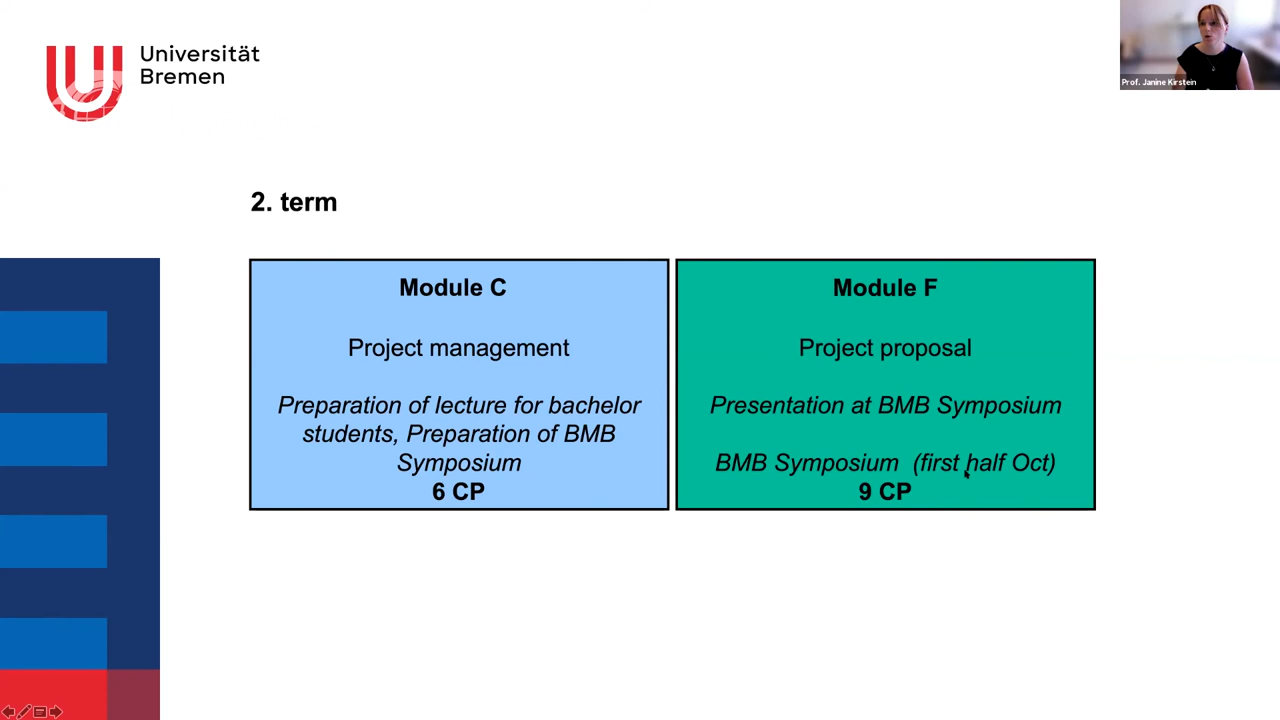 Universität
Bremen
Prof. Janine Kirstein
2. term
Module C
Project management
Preparation of lecture for bachelor
students, Preparation of BMB
Symposium
6 CP
Module F
Project proposal
Presentation at BMB Symposium
BMB Symposium (first half Oct)
9 CP